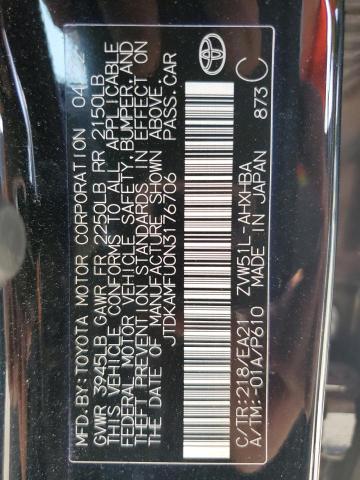 MFD.BY:TOYOTA MOTOR CORPORATION 04/
GVWR 3945LB GAWR FR 2250LB RR 2150LB
THIS VEHICLE CONFORMS TO ALL APPLICABLE
FEDERAL MOTOR VEHICLE SAFETY,BUMPER,AND
THEFT PREVENTION STANDARDS IN EFFECT ON
THE DATE OF MANUFACTURE SHOWN ABOVE.
JTDKAMFU0N3176706 PASS.CAR
C/TR:218/EA21 ZVW51L-AHXHBA
A/TM:-01A/P610 MADE IN JAPAN 873
C